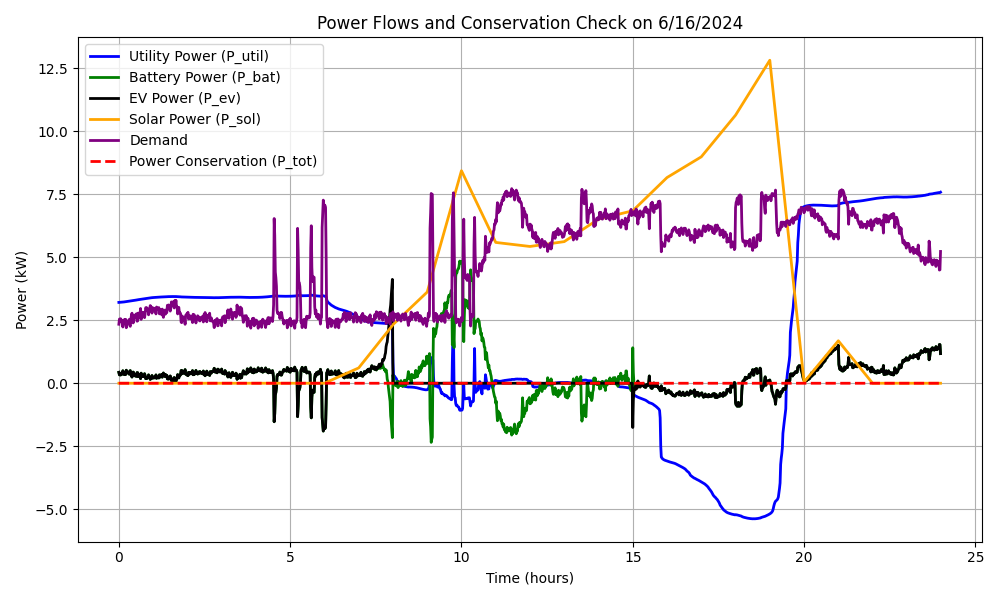 Power Flows and Conservation Check on 6/16/2024
Utility Power (P_util)
Battery Power (P_bat)
EV Power (P_ev)
Solar Power (P_sol)
Demand
Power Conservation (P_tot)
Power (kW)
12.5
10.0
7.5
5.0
2.5
0.0
−2.5
−5.0
0 5 10 15 20 25
Time (hours)